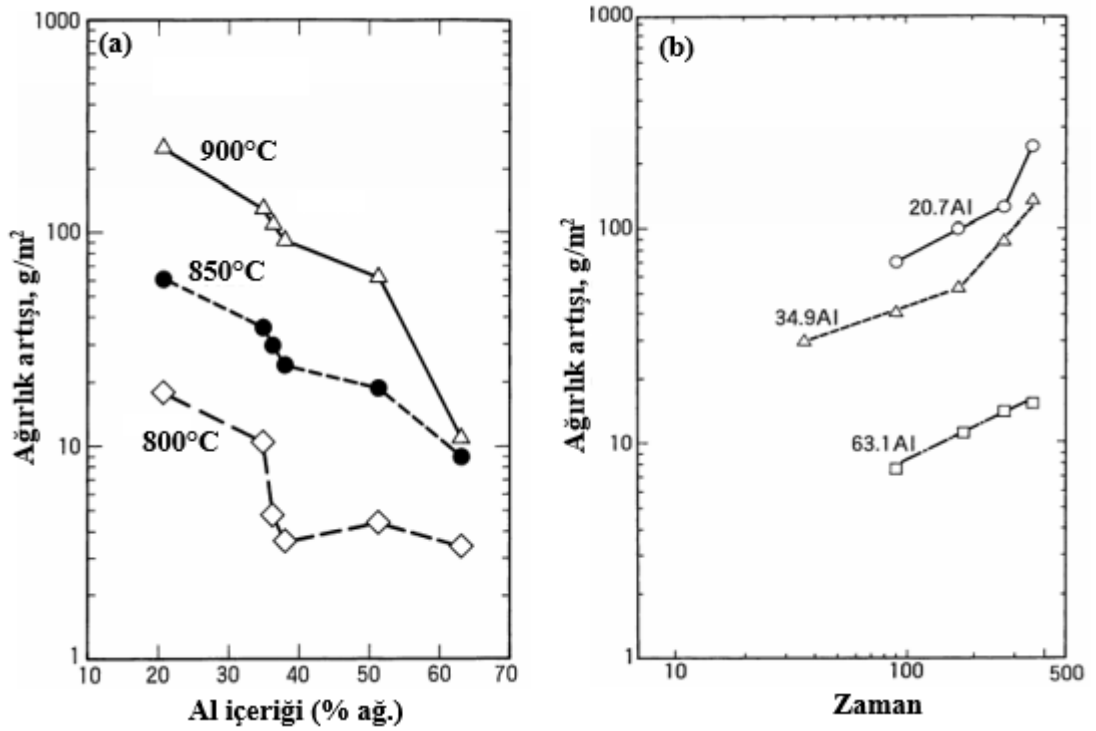 (a)
1000
100
10
1
Ağırlık artışı, g/m²
900°C
850°C
800°C
10 20 30 40 50 60 70
Al içeriği (% ağ.)
(b)
1000
100
10
1
Ağırlık artışı, g/m²
20.7Al
34.9Al
63.1Al
10 100 500
Zaman